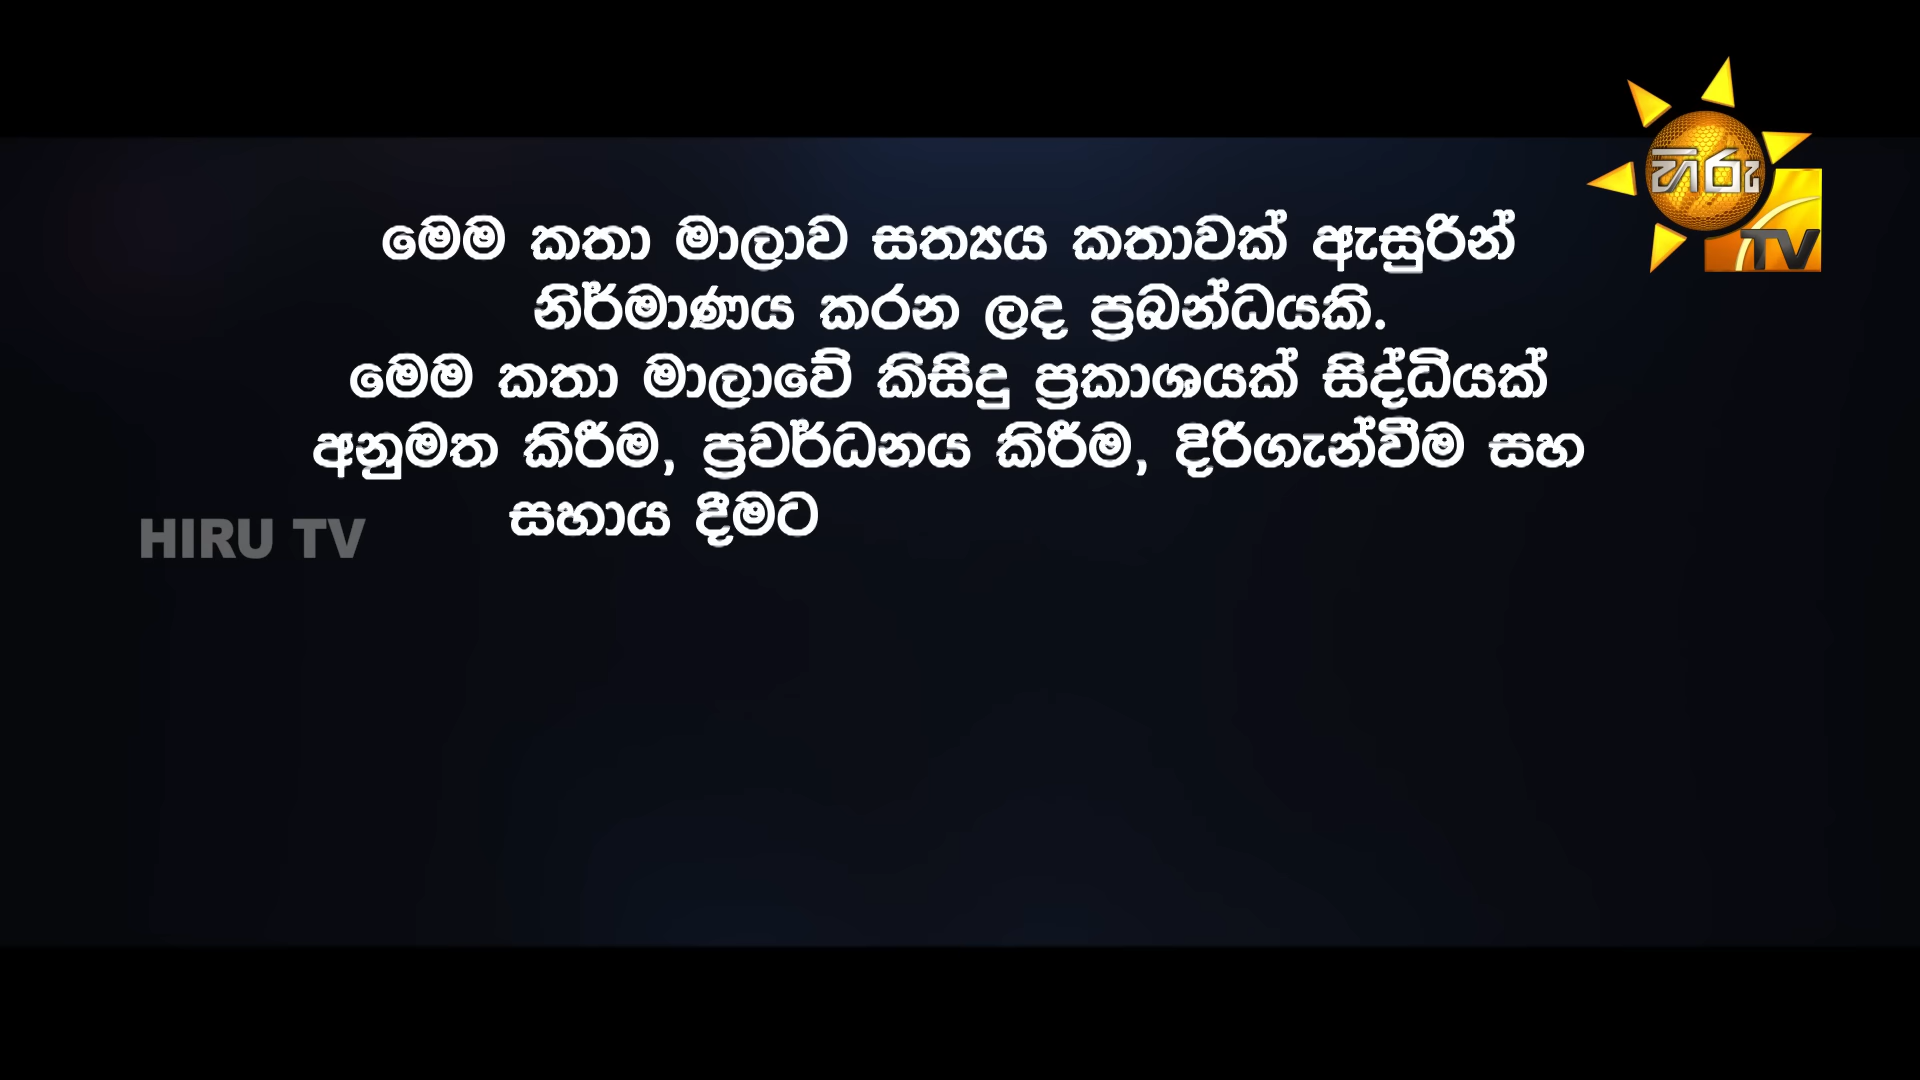 හිරු
TV
මෙම කතා මාලාව සත්‍යය කතාවක් ඇසුරින්
නිර්මාණය කරන ලද ප්‍රබන්ධයකි.
මෙම කතා මාලාවේ කිසිදු ප්‍රකාශයක් සිද්ධියක්
අනුමත කිරීම, ප්‍රවර්ධනය කිරීම, දිරිගැන්වීම සහ
සහාය දීමට
HIRU TV